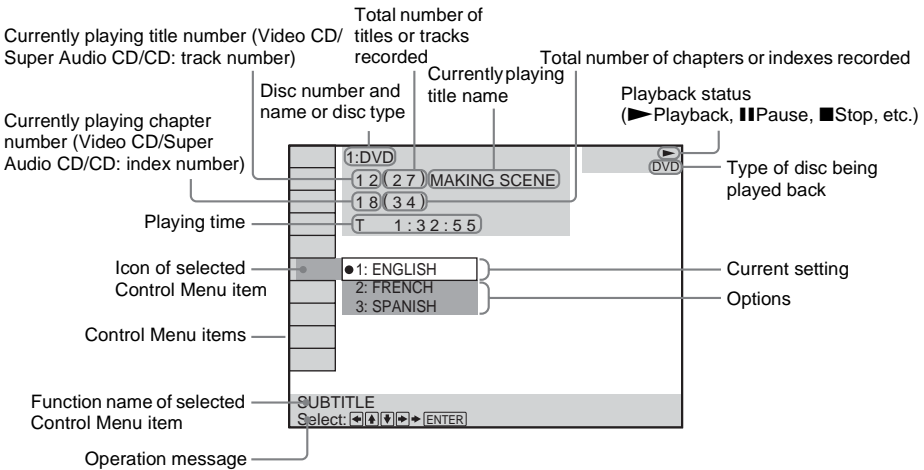 Total number of
titles or tracks
recorded
Currently playing title number (Video CD/
Super Audio CD/CD: track number)
Currently playing
title name
Total number of chapters or indexes recorded
Disc number and
name or disc type
Playback status
(►Playback, ❚❚Pause, ■Stop, etc.)
Currently playing chapter
number (Video CD/Super
Audio CD/CD: index number)
Type of disc being
played back
Playing time
Icon of selected
Control Menu item
Control Menu items
Function name of selected
Control Menu item
Operation message
1:DVD
12(27) MAKING SCENE
18(34)
T 1:32:55
►
DVD
●1: ENGLISH
2: FRENCH
3: SPANISH
Current setting
Options
SUBTITLE
Select: ← ↑ ↓ → → ENTER